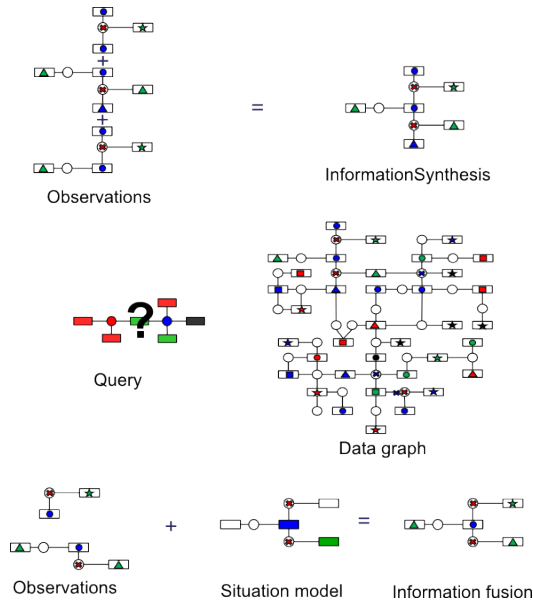 +
+
=
Observations
InformationSynthesis
?
Query
Data graph
+
=
Observations
Situation model
Information fusion